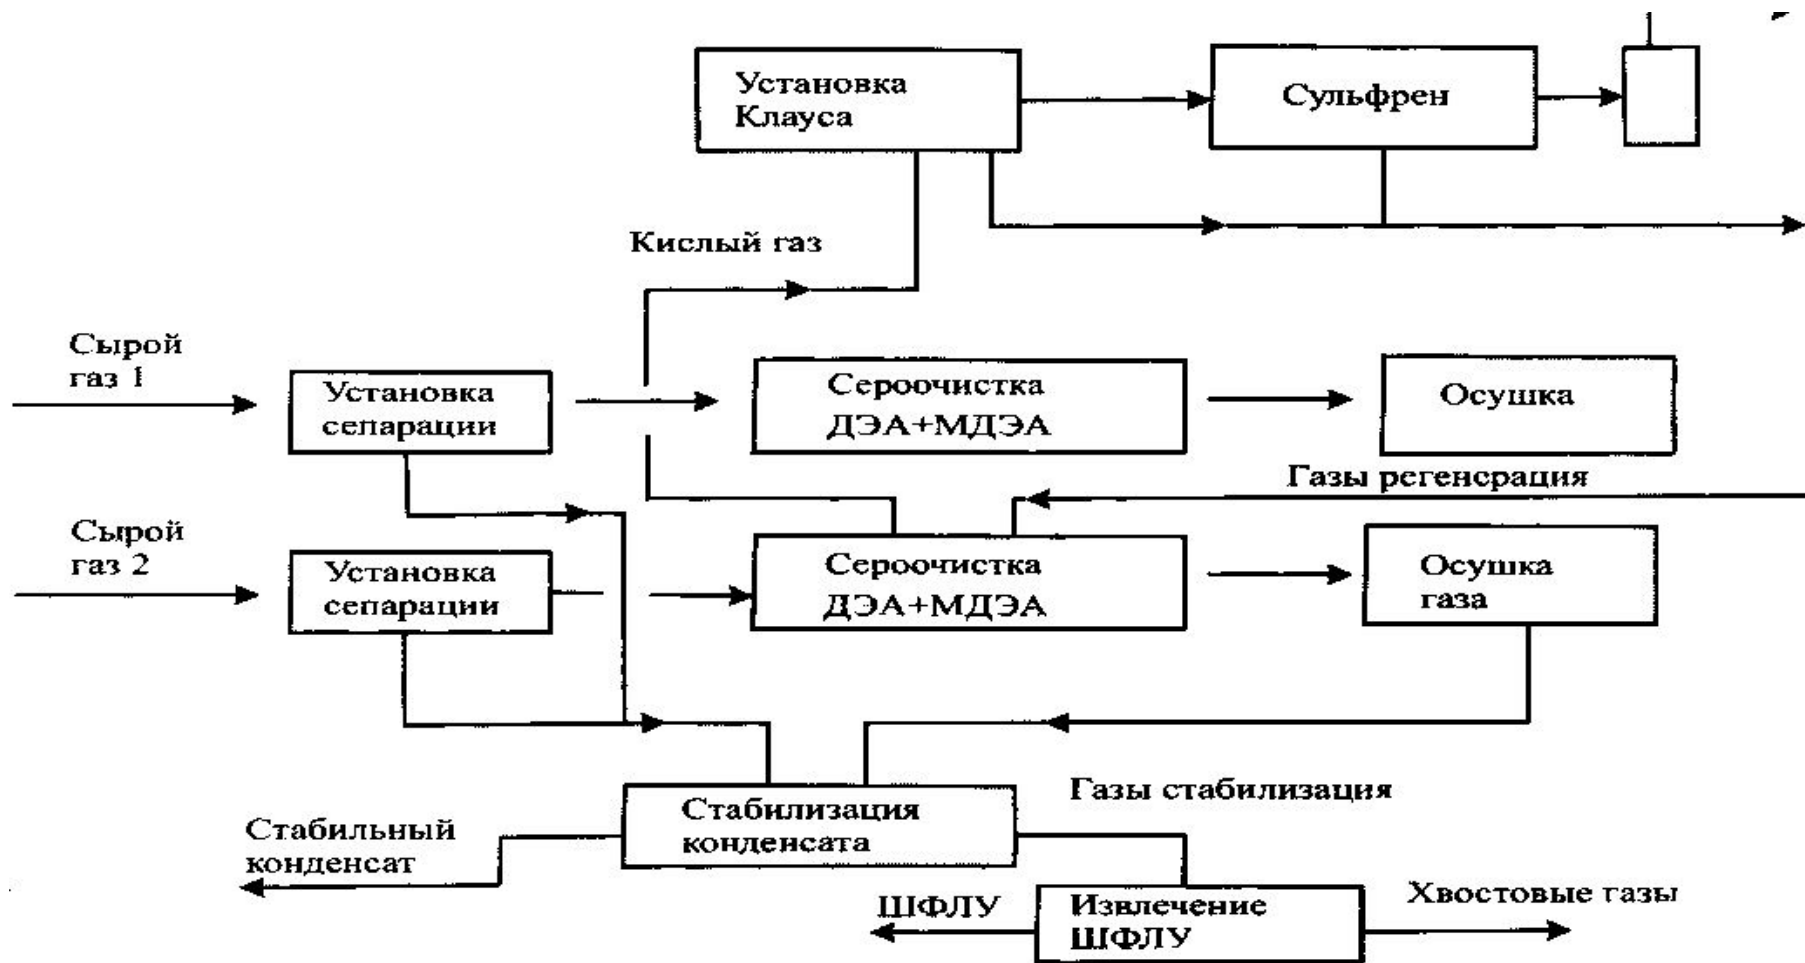 Установка
Клауса
Сульфрен
Кислый газ
Сырой
газ 1
Установка
сепарации
Сероочистка
ДЭА+МДЭА
Осушка
Газы регенсрация
Сырой
газ 2
Установка
сепарации
Сероочистка
ДЭА+МДЭА
Осушка
газа
Газы стабилизация
Стабилизация
конденсата
Стабильный
конденсат
ШФЛУ
Извлечение
ШФЛУ
Хвостовые газы